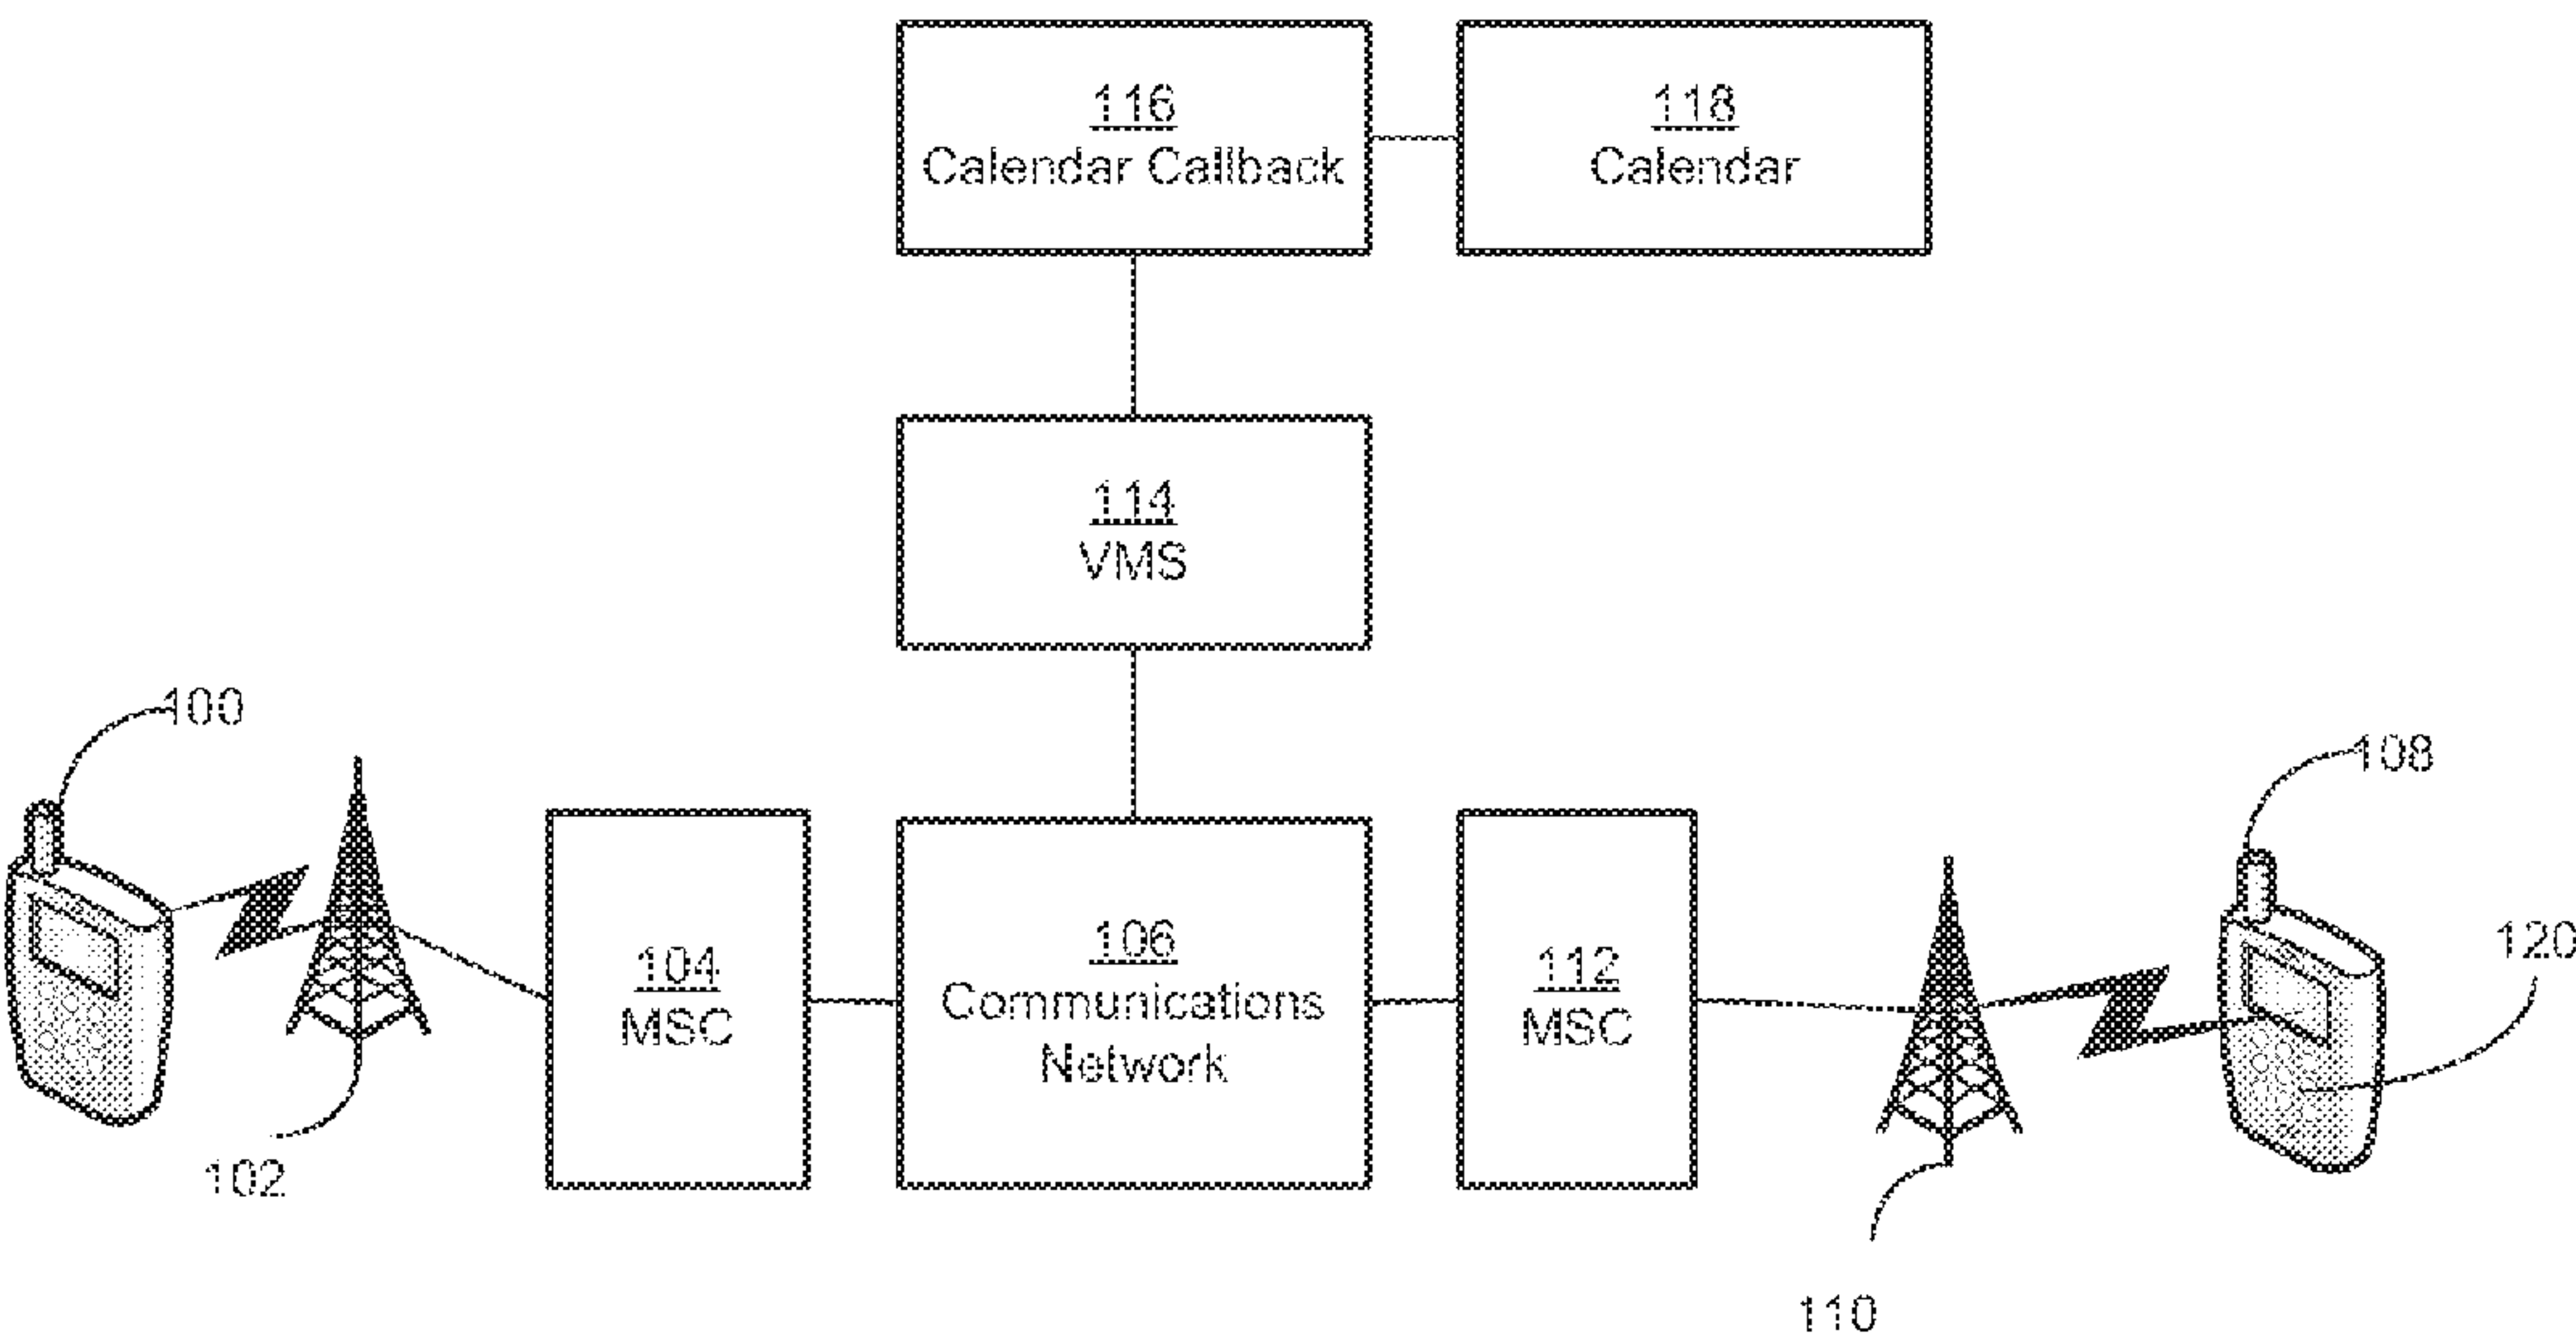 116
Calendar Callback
118
Calendar
114
VMS
100
108
104
MSC
106
Communications
Network
112
MSC
120
102
110